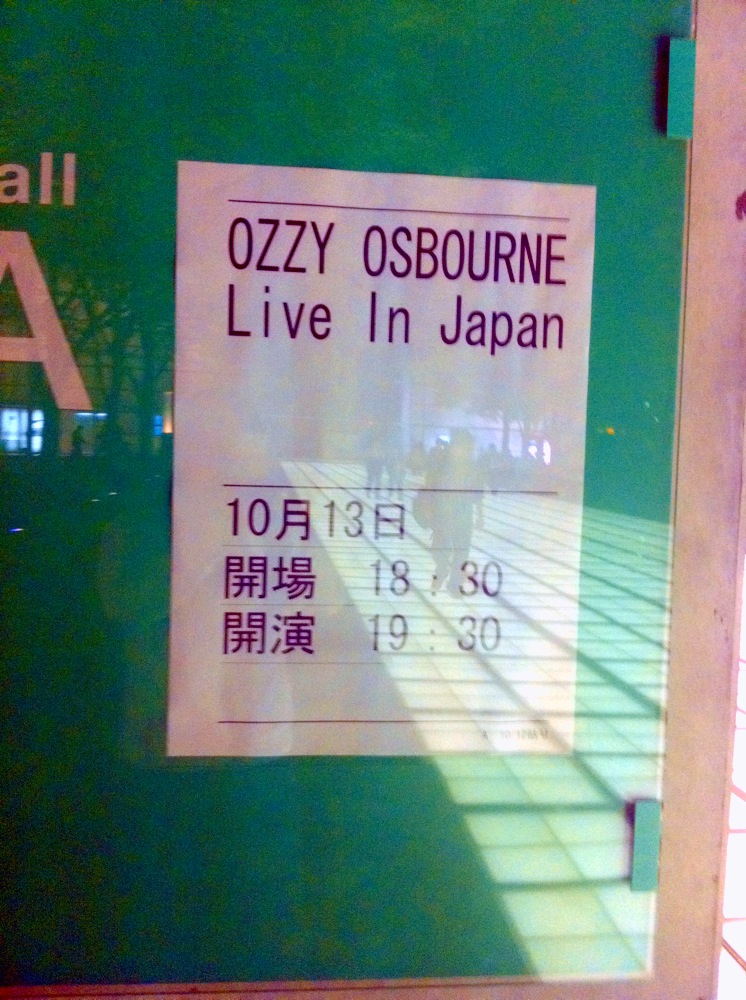 all
A
OZZY OSBOURNE
Live In Japan
10月13日
開場 18:30
開演 19:30